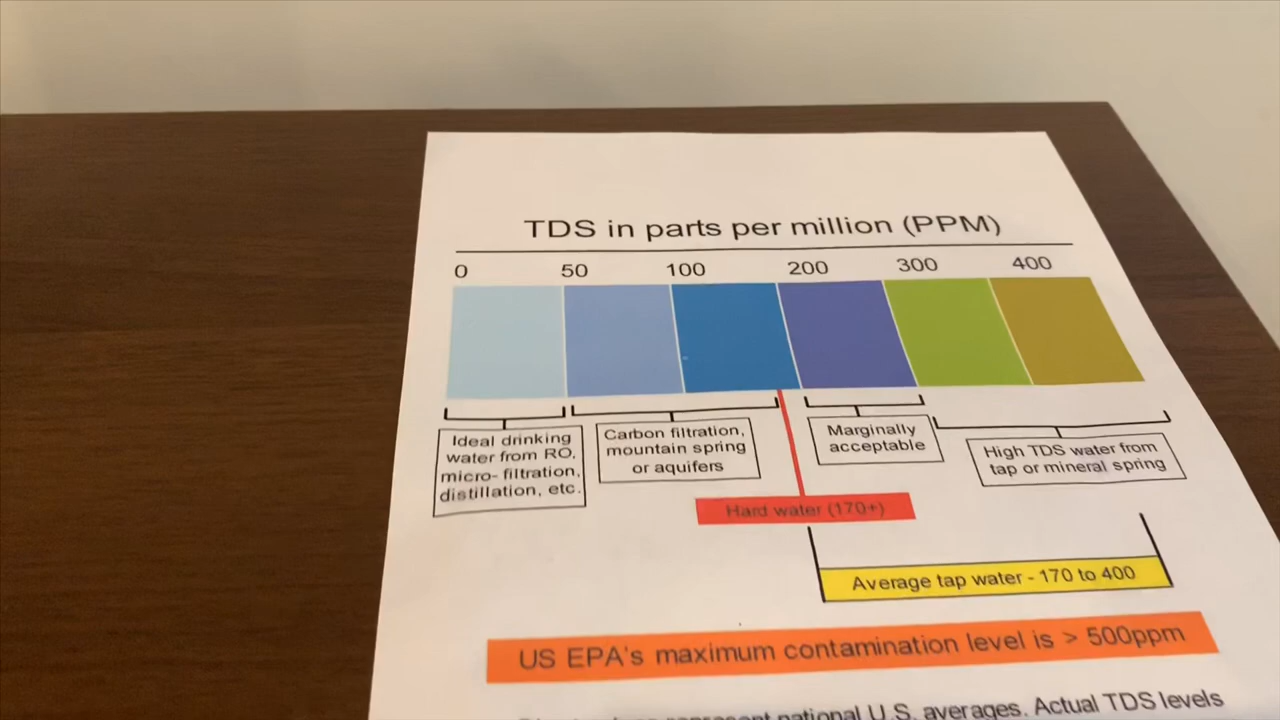 TDS in parts per million (PPM)
0 50 100 200 300 400
Ideal drinking
water from RO,
micro- filtration,
distillation, etc.
Carbon filtration,
mountain spring
or aquifers
Marginally
acceptable
High TDS water from
tap or mineral spring
Hard water (170+)
Average tap water - 170 to 400
US EPA's maximum contamination level is > 500ppm
national U.S. averages. Actual TDS levels